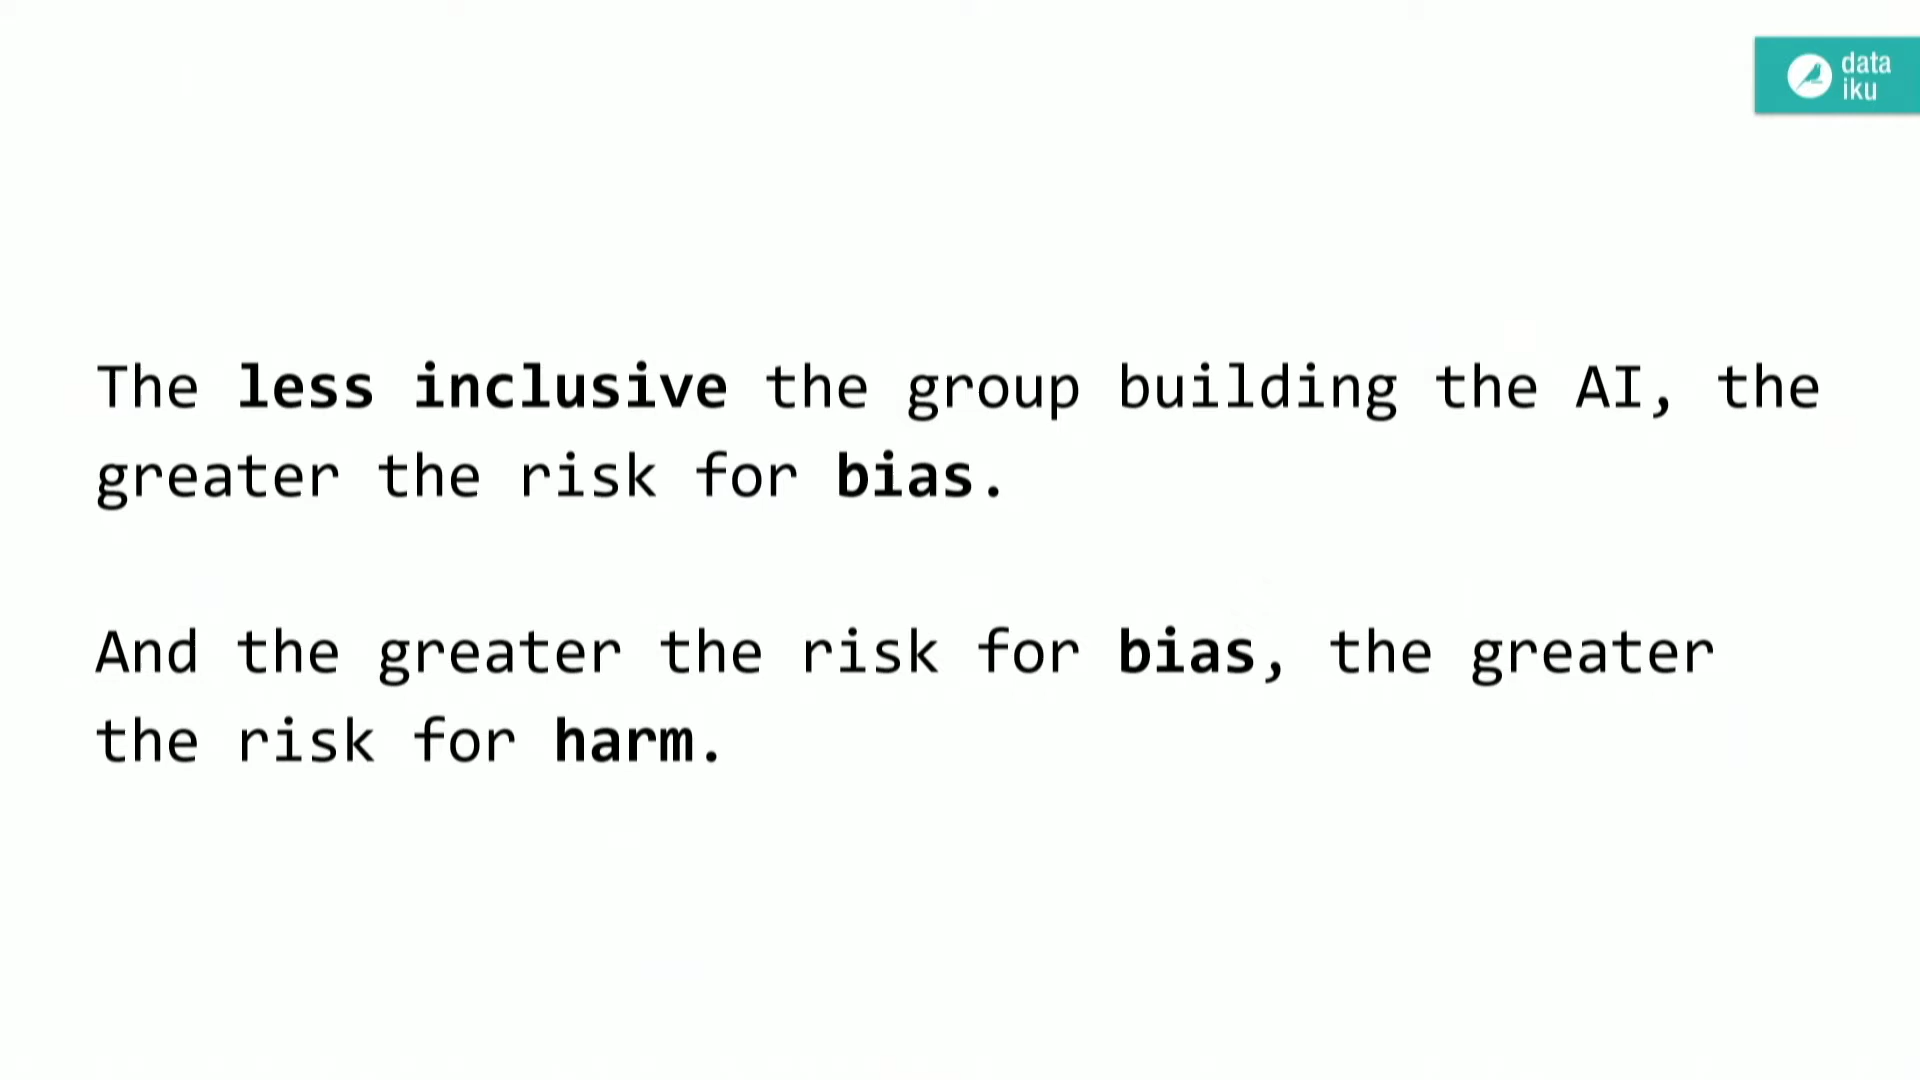 data
iku
The less inclusive the group building the AI, the
greater the risk for bias.
And the greater the risk for bias, the greater
the risk for harm.